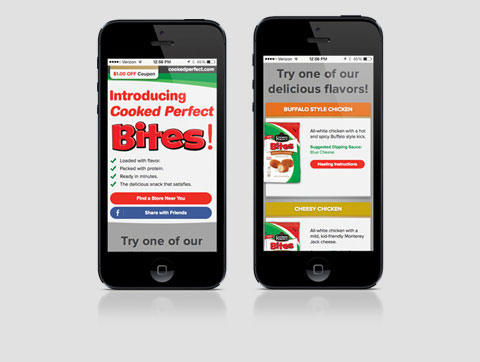 Verizon 12:56 PM
$1.00 OFF Coupon
cookedperfect.com
Introducing
Cooked Perfect
Bites!
Loaded with flavor.
Packed with protein.
Ready in minutes.
The delicious snack that satisfies.
Find a Store Near You
f Share with Friends
Try one of our
Verizon 12:56 PM
Try one of our
delicious flavors!
BUFFALO STYLE CHICKEN
All-white chicken with a hot
and spicy Buffalo style kick.
Suggested Dipping Sauce:
Blue Cheese
Heating Instructions
Bites
CHEESY CHICKEN
All-white chicken with a
mild, kid-friendly Monterey
Jack cheese.
Bites